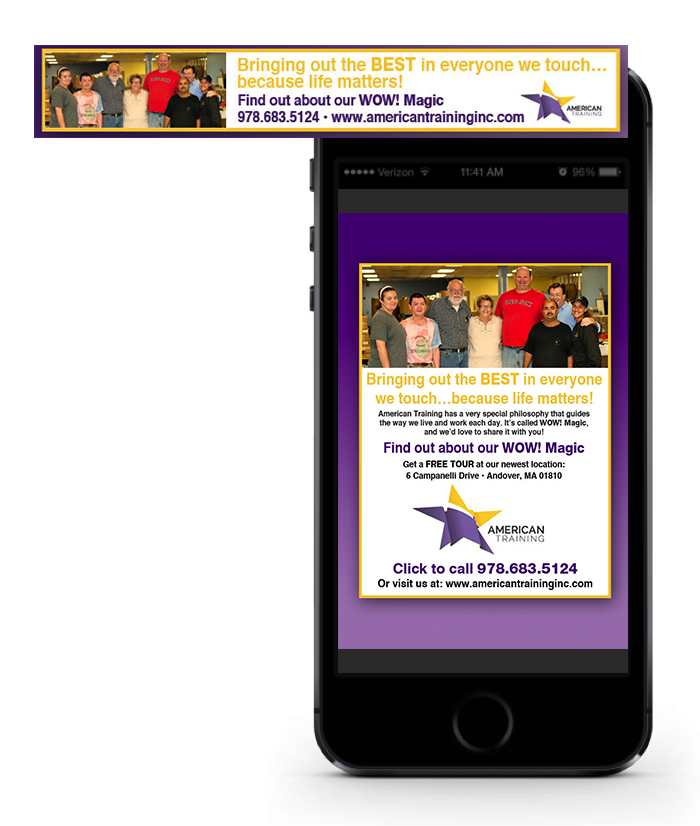 Bringing out the BEST in everyone we touch…
because life matters!
Find out about our WOW! Magic
978.683.5124 • www.americantraininginc.com
AMERICAN
TRAINING
Verizon
11:41 AM
96%
Bringing out the BEST in everyone
we touch…because life matters!
American Training has a very special philosophy that guides
the way we live and work each day. It's called WOW! Magic,
and we'd love to share it with you!
Find out about our WOW! Magic
Get a FREE TOUR at our newest location:
6 Campanelli Drive • Andover, MA 01810
AMERICAN
TRAINING
Click to call 978.683.5124
Or visit us at: www.americantraininginc.com